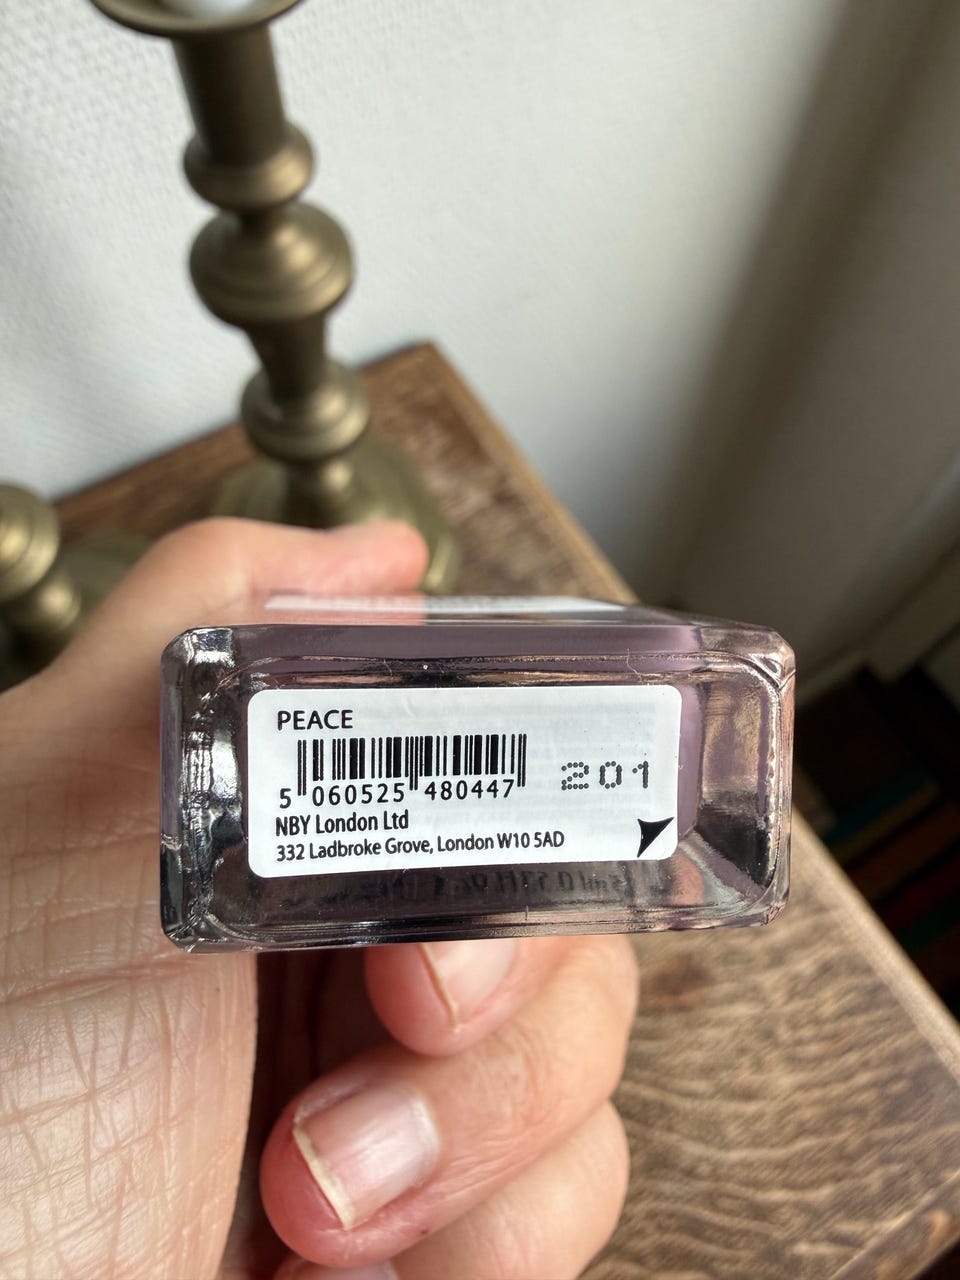 PEACE
5 060525 480447
201
NBY London Ltd
332 Ladbroke Grove, London W10 5AD